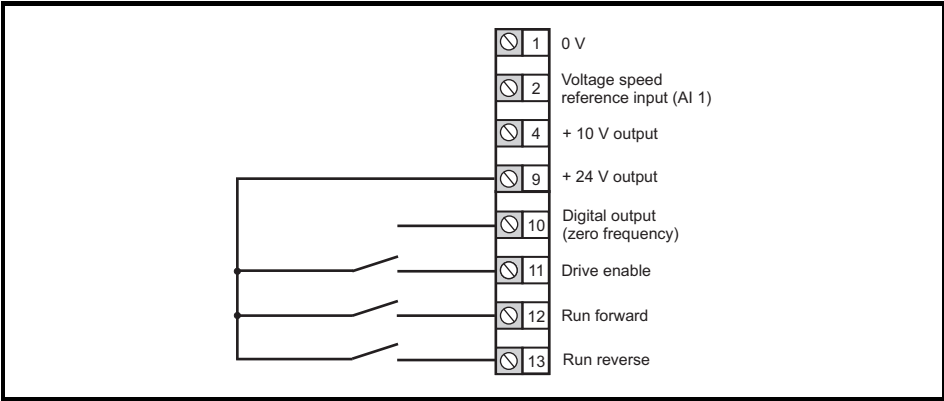 1 0 V
2 Voltage speed
reference input (AI 1)
4 + 10 V output
9 + 24 V output
10 Digital output
(zero frequency)
11 Drive enable
12 Run forward
13 Run reverse